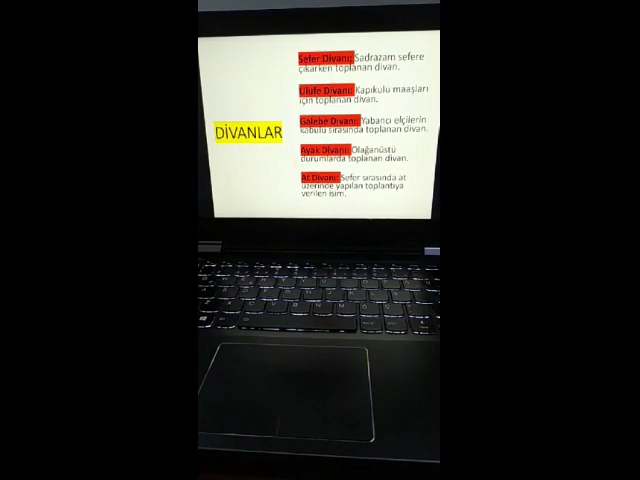 DİVANLAR
Sefer Divanı: Sadrazam sefere
çıkarken toplanan divan.
Ulufe Divanı: Kapıkulu maaşları
için toplanan divan.
Galebe Divanı: Yabancı elçilerin
kabulü sırasında toplanan divan.
Ayak Divanı: Olağanüstü
durumlarda toplanan divan.
At Divanı: Sefer sırasında at
üzerinde yapılan toplantıya
verilen isim.